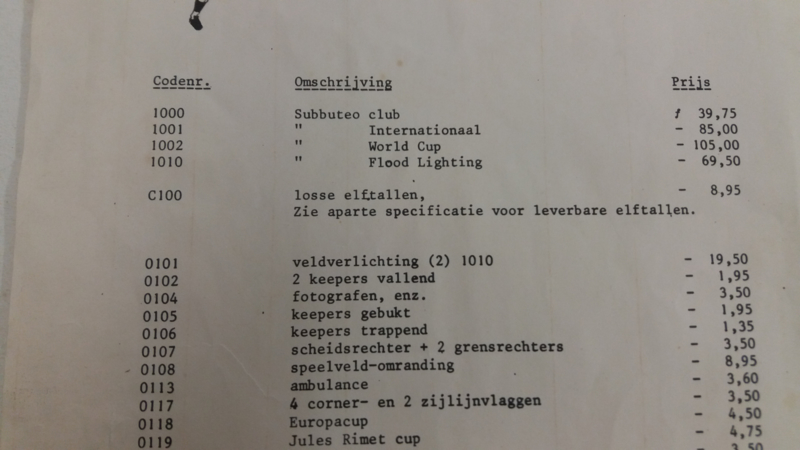 Codenr. Omschrijving Prijs
1000 Subbuteo club f 39,75
1001 " Internationaal - 85,00
1002 " World Cup - 105,00
1010 " Flood Lighting - 69,50
C100 losse elftallen, - 8,95
Zie aparte specificatie voor leverbare elftallen.
0101 veldverlichting (2) 1010 - 19,50
0102 2 keepers vallend - 1,95
0104 fotografen, enz. - 3,50
0105 keepers gebukt - 1,95
0106 keepers trappend - 1,35
0107 scheidsrechter + 2 grensrechters - 3,50
0108 speelveld-omranding - 8,95
0113 ambulance - 3,60
0117 4 corner- en 2 zijlijnvlaggen - 3,50
0118 Europacup - 4,50
0119 Jules Rimet cup - 4,75